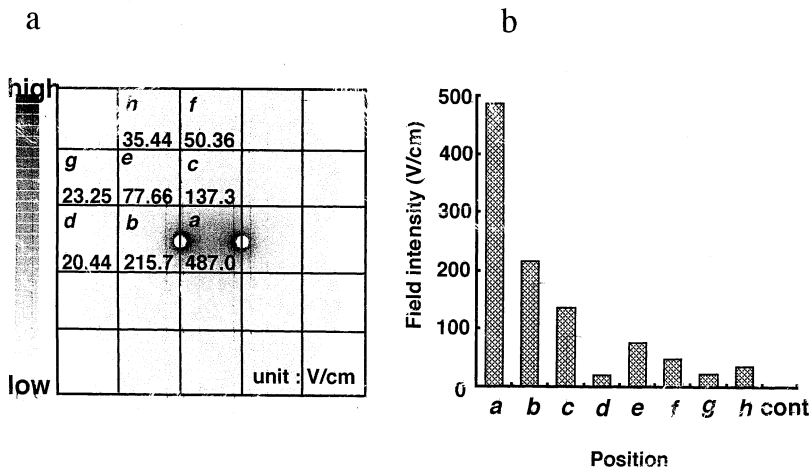 a
high
h f
35.44 50.36
g e c
23.25 77.66 137.3
d b a
20.44 215.7 487.0
low
unit : V/cm
b
Field intensity (V/cm)
500
400
300
200
100
0
a b c d e f g h cont
Position